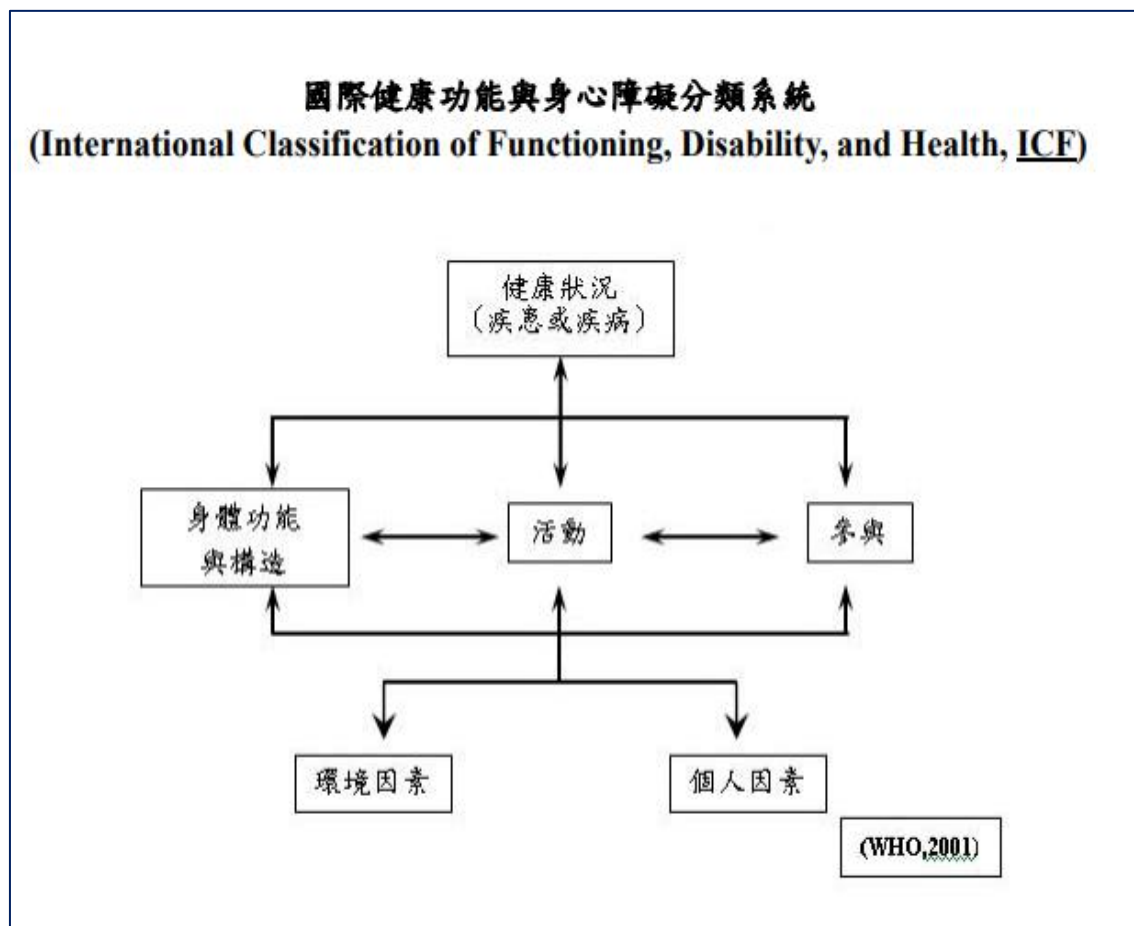 國際健康功能與身心障礙分類系統
(International Classification of Functioning, Disability, and Health, ICF)
健康狀況
（疾患或疾病）
身體功能
與構造
活動
參與
環境因素
個人因素
(WHO,2001)